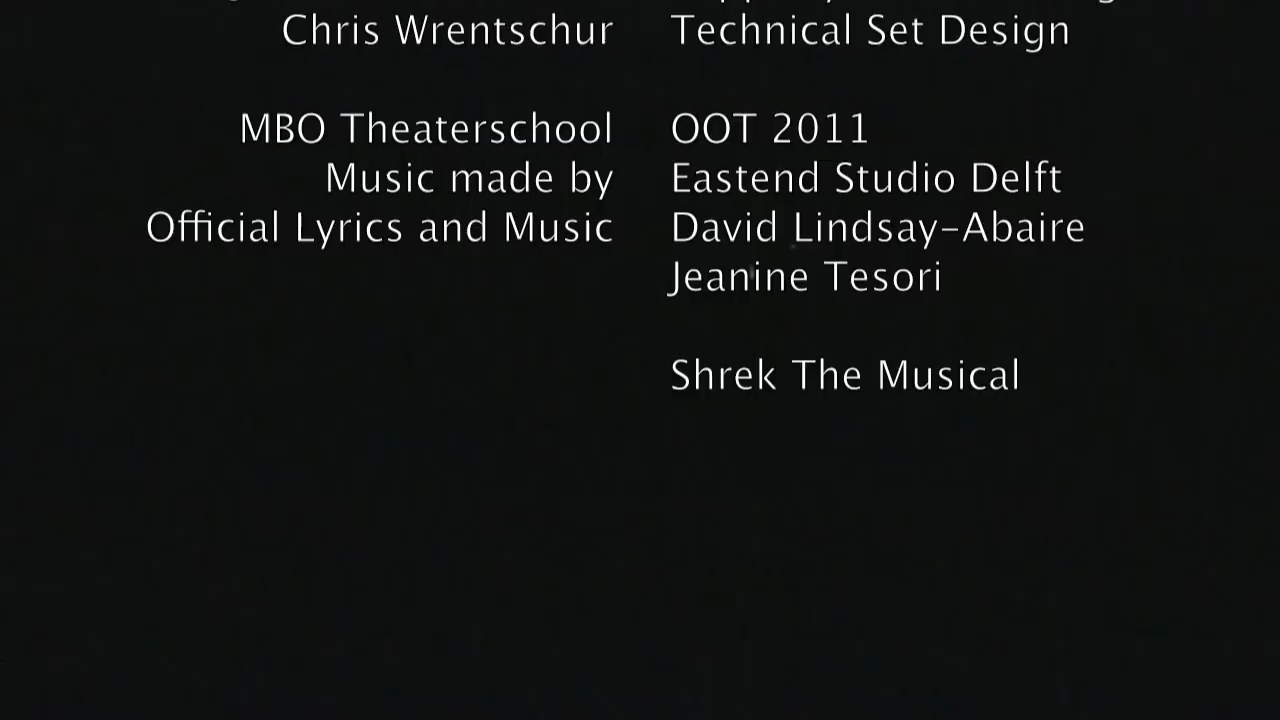 Chris Wrentschur Technical Set Design
MBO Theaterschool OOT 2011
Music made by Eastend Studio Delft
Official Lyrics and Music David Lindsay-Abaire
Jeanine Tesori
Shrek The Musical